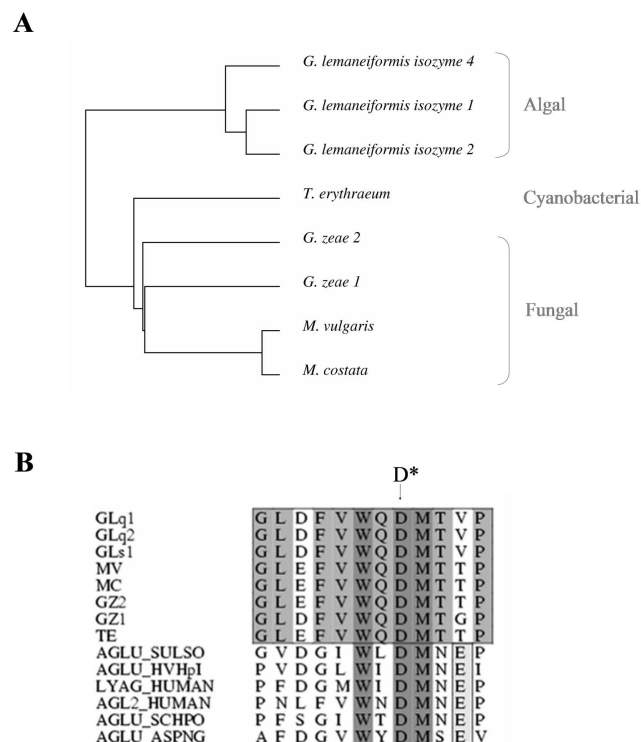 A
G. lemaneiformis isozyme 4
G. lemaneiformis isozyme 1
G. lemaneiformis isozyme 2
Algal
T. erythraeum
Cyanobacterial
G. zeae 2
G. zeae 1
M. vulgaris
M. costata
Fungal
B
D*
GLq1 G L D F V W Q D M T V P
GLq2 G L D F V W Q D M T V P
GLs1 G L D F V W Q D M T V P
MV G L E F V W Q D M T T P
MC G L E F V W Q D M T T P
GZ2 G L E F V W Q D M T T P
GZ1 G L E F V W Q D M T G P
TE G L E F V W Q D M T T P
AGLU_SULSO G V D G I W L D M N E P
AGLU_HVHpI P V D G L W I D M N E I
LYAG_HUMAN P F D G M W I D M N E P
AGL2_HUMAN P N L F V W N D M N E P
AGLU_SCHPO P F S G I W T D M N E P
AGLU_ASPNG A F D G V W Y D M S E V